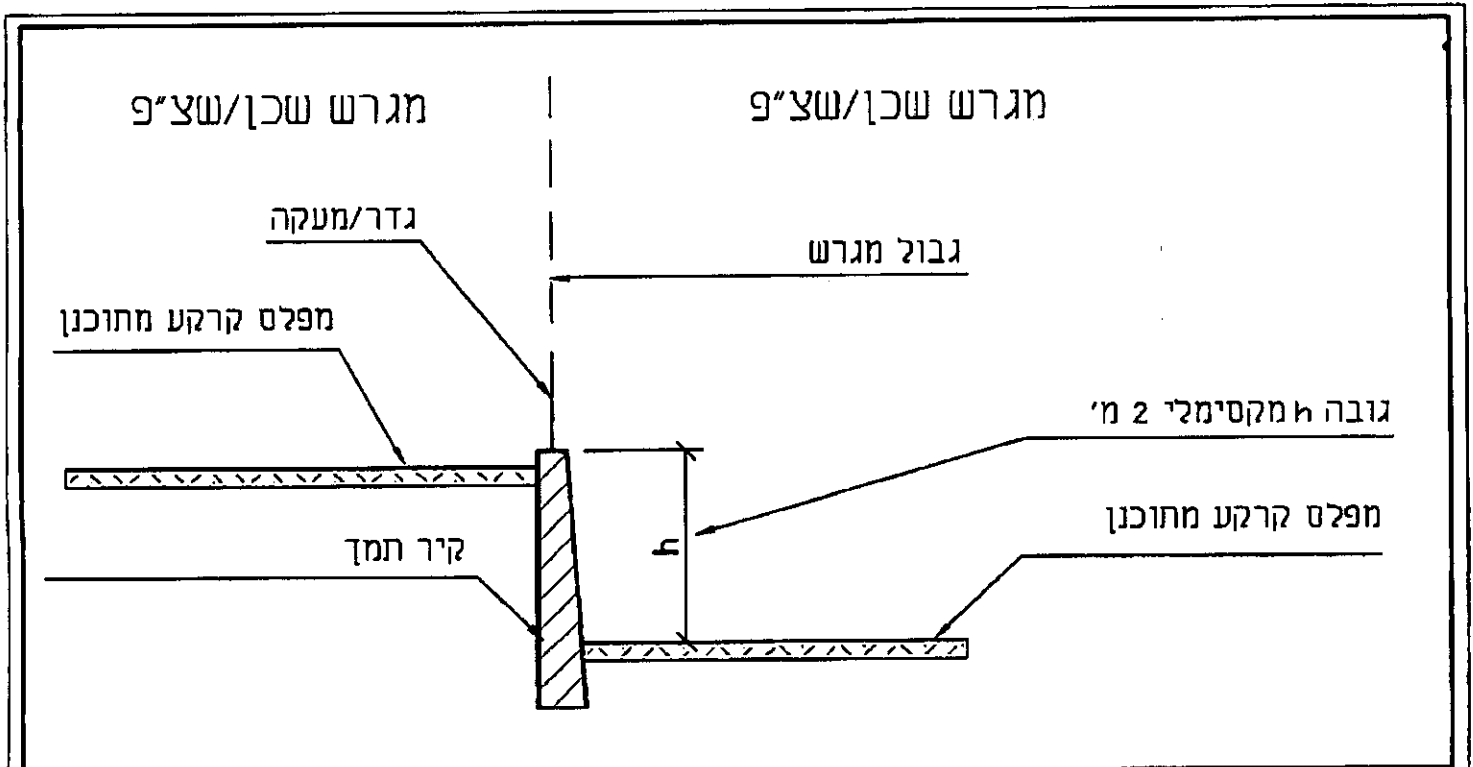 מגרש שכן/שצ"פ
מגרש שכן/שצ"פ
גדר/מעקה
גבול מגרש
מפלס קרקע מתוכנן
גובה h מקסימלי 2 מ'
מפלס קרקע מתוכנן
קיר תמך
h